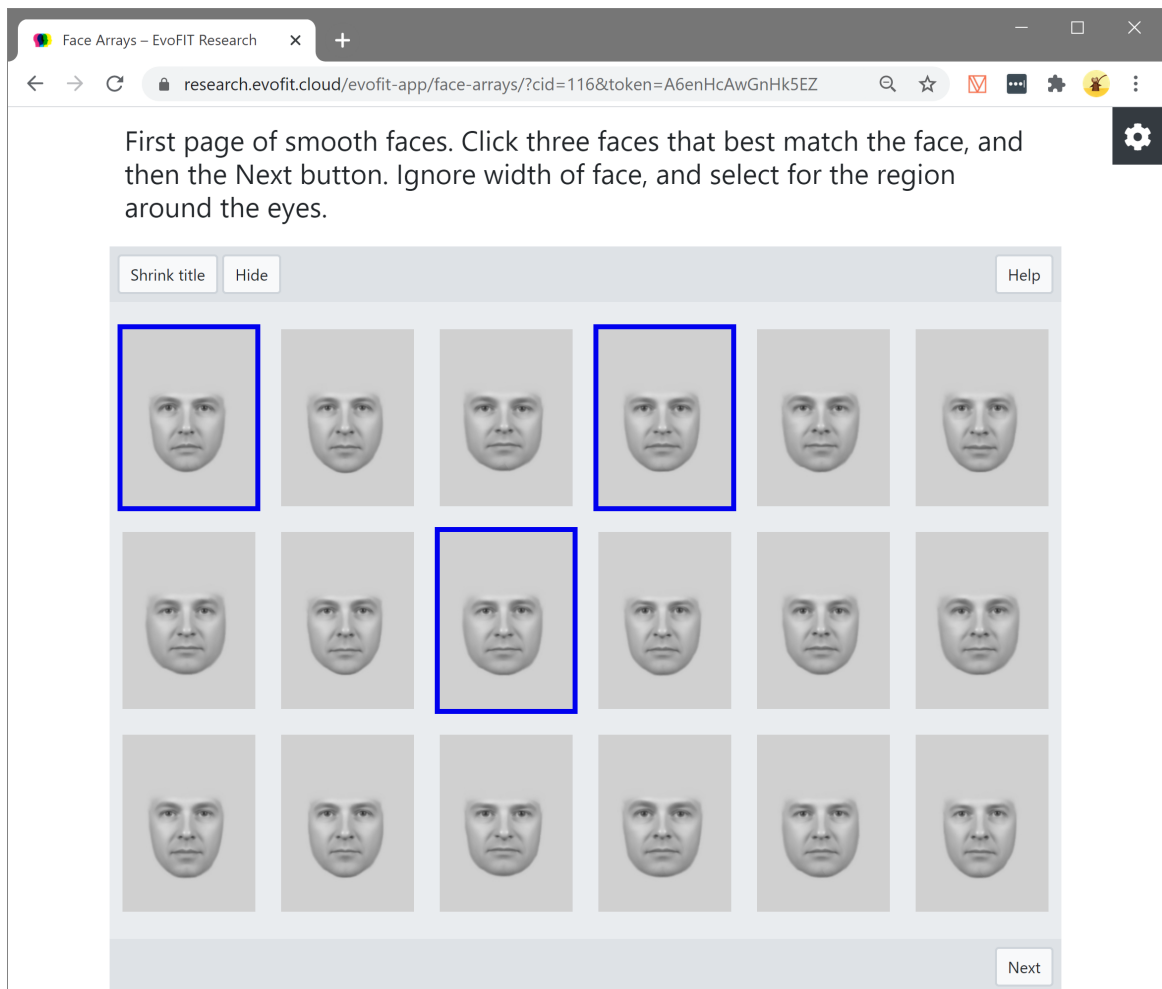 Face Arrays – EvoFIT Research
research.evofit.cloud/evofit-app/face-arrays/?cid=116&token=A6enHcAwGnHk5EZ
First page of smooth faces. Click three faces that best match the face, and
then the Next button. Ignore width of face, and select for the region
around the eyes.
Shrink title Hide Help
Next